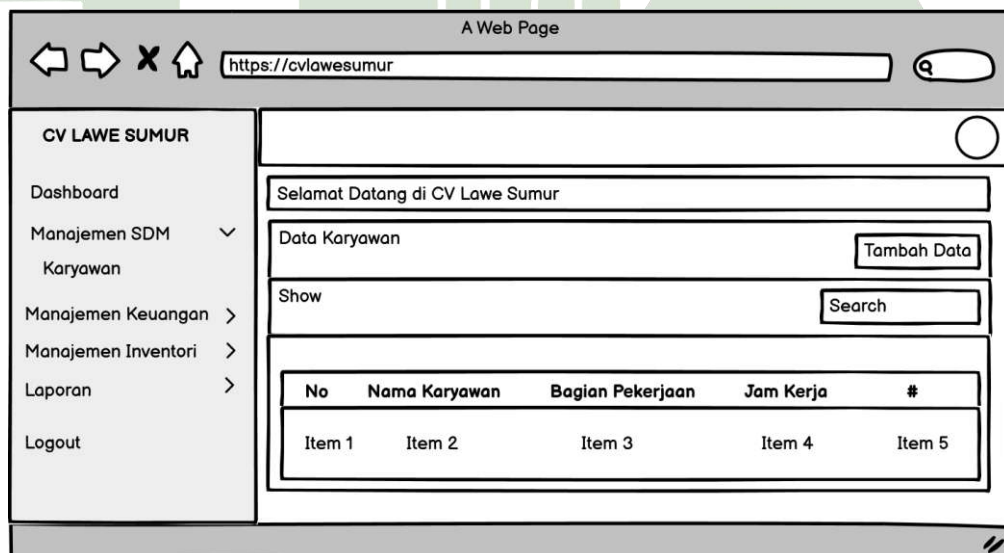 A Web Page
https://cvlawesumur
CV LAWE SUMUR
Dashboard
Manajemen SDM
Karyawan
Manajemen Keuangan
Manajemen Inventori
Laporan
Logout
Selamat Datang di CV Lawe Sumur
Data Karyawan
Tambah Data
Show
Search
No Nama Karyawan Bagian Pekerjaan Jam Kerja #
Item 1 Item 2 Item 3 Item 4 Item 5